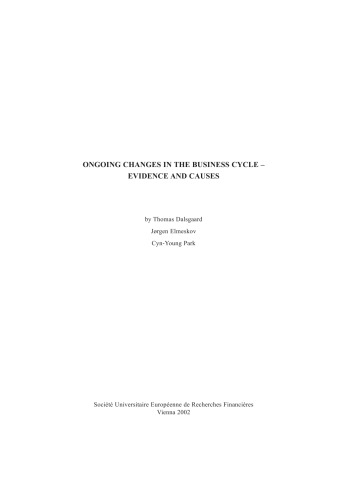 ONGOING CHANGES IN THE BUSINESS CYCLE –
EVIDENCE AND CAUSES
by Thomas Dalsgaard
Jørgen Elmeskov
Cyn-Young Park
Société Universitaire Européenne de Recherches Financières
Vienna 2002